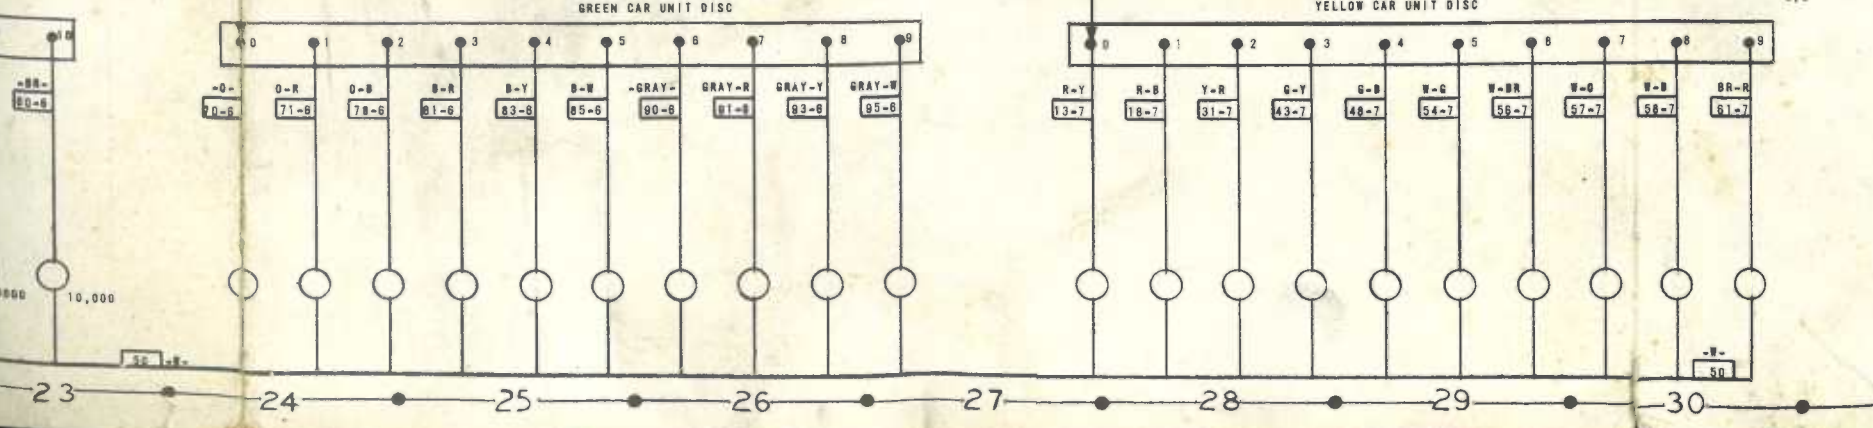 GREEN CAR UNIT DISC
YELLOW CAR UNIT DISC
10 0 1 2 3 4 5 6 7 8 9 0 1 2 3 4 5 6 7 8 9
-BR- -O- O-R O-B B-R B-Y B-W -GRAY- GRAY-R GRAY-Y GRAY-W R-Y R-B Y-R G-Y G-B W-G W-BR W-O W-B BR-R
60-6 70-6 71-6 78-6 81-6 83-6 85-6 90-6 91-6 93-6 95-6 13-7 18-7 31-7 43-7 48-7 54-7 56-7 57-7 58-7 61-7
10,000
50 -W-
-W-
50
23 24 25 26 27 28 29 30